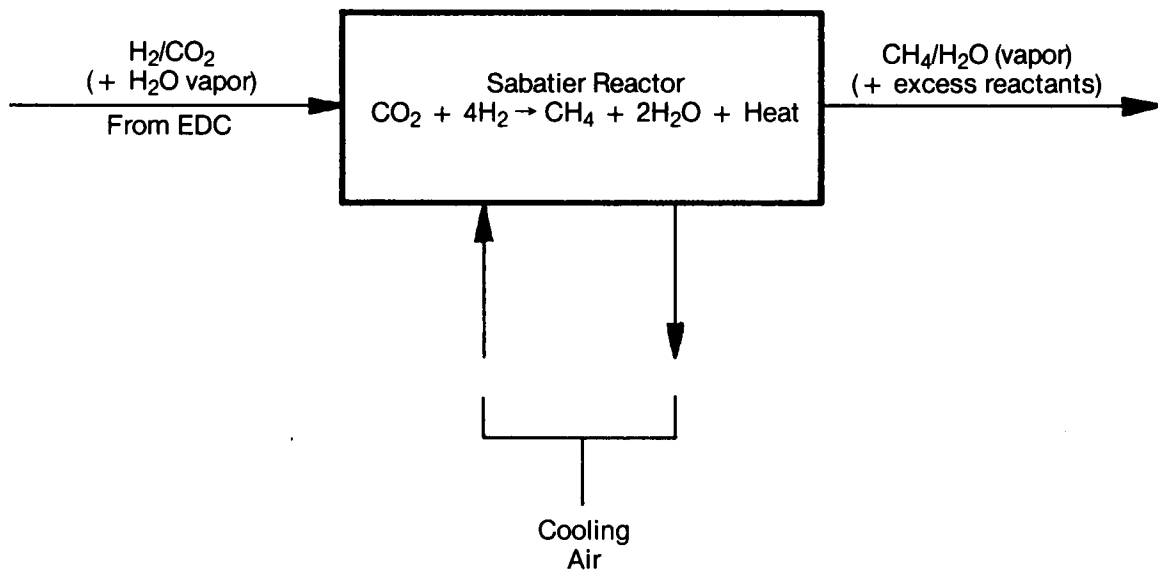 H₂/CO₂
(+ H₂O vapor)
From EDC
Sabatier Reactor
CO₂ + 4H₂ → CH₄ + 2H₂O + Heat
CH₄/H₂O (vapor)
(+ excess reactants)
Cooling
Air